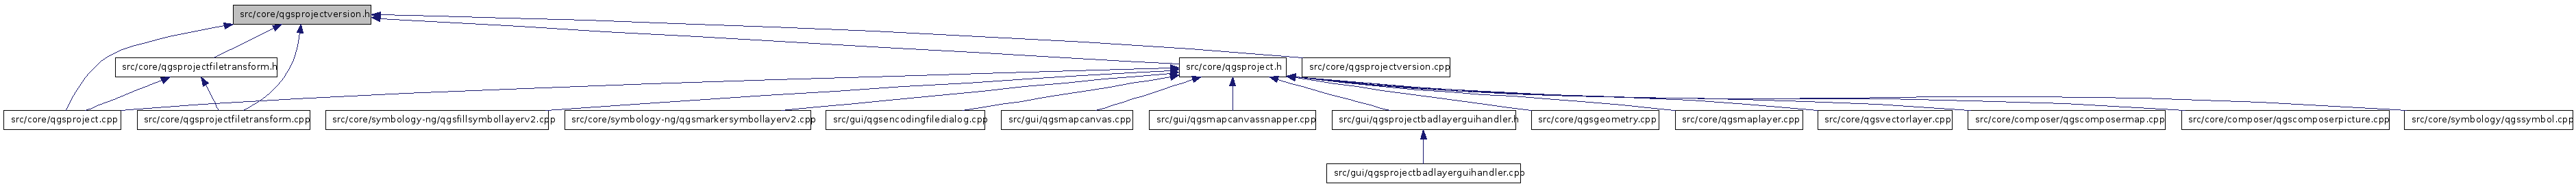 src/core/qgsprojectversion.h
src/core/qgsprojectfiletransform.h
src/core/qgsproject.h
src/core/qgsprojectversion.cpp
src/core/qgsproject.cpp
src/core/qgsprojectfiletransform.cpp
src/core/symbology-ng/qgsfillsymbollayerv2.cpp
src/core/symbology-ng/qgsmarkersymbollayerv2.cpp
src/gui/qgsencodingfiledialog.cpp
src/gui/qgsmapcanvas.cpp
src/gui/qgsmapcanvassnapper.cpp
src/gui/qgsprojectbadlayerguihandler.h
src/core/qgsgeometry.cpp
src/core/qgsmaplayer.cpp
src/core/qgsvectorlayer.cpp
src/core/composer/qgscomposermap.cpp
src/core/composer/qgscomposerpicture.cpp
src/core/symbology/qgssymbol.cpp
src/gui/qgsprojectbadlayerguihandler.cpp